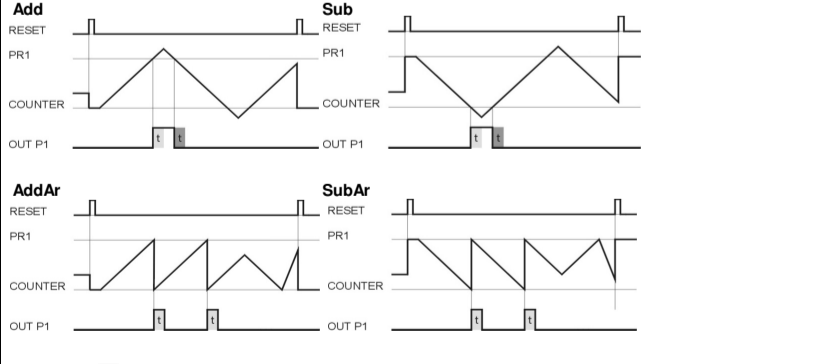 Add
RESET
PR1
COUNTER
OUT P1
t t
Sub
RESET
PR1
COUNTER
OUT P1
t t
AddAr
RESET
PR1
COUNTER
OUT P1
t t
SubAr
RESET
PR1
COUNTER
OUT P1
t t